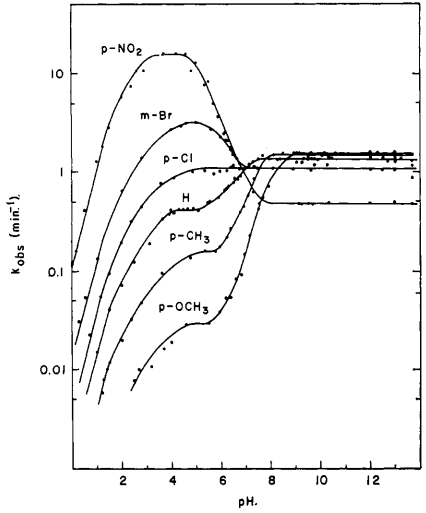 p-NO₂
10
m-Br
p-Cl
1
H
p-CH₃
0.1
p-OCH₃
0.01
k_obs (min⁻¹).
2 4 6 8 10 12
pH.